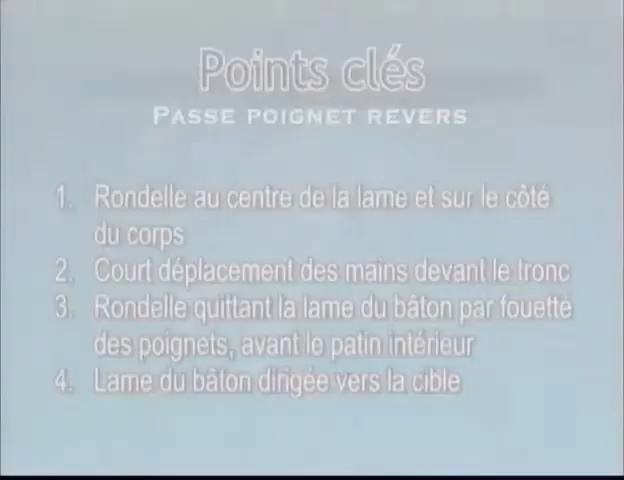 Points clés
PASSE POIGNET REVERS
1. Rondelle au centre de la lame et sur le côté
du corps
2. Court déplacement des mains devant le tronc
3. Rondelle quittant la lame du bâton par fouetté
des poignets, avant le patin intérieur
4. Lame du bâton dirigée vers la cible